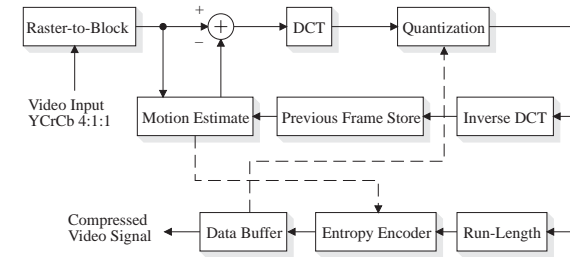 Raster-to-Block
+
−
+
DCT
Quantization
Video Input
YCrCb 4:1:1
Motion Estimate
Previous Frame Store
Inverse DCT
Compressed
Video Signal
Data Buffer
Entropy Encoder
Run-Length